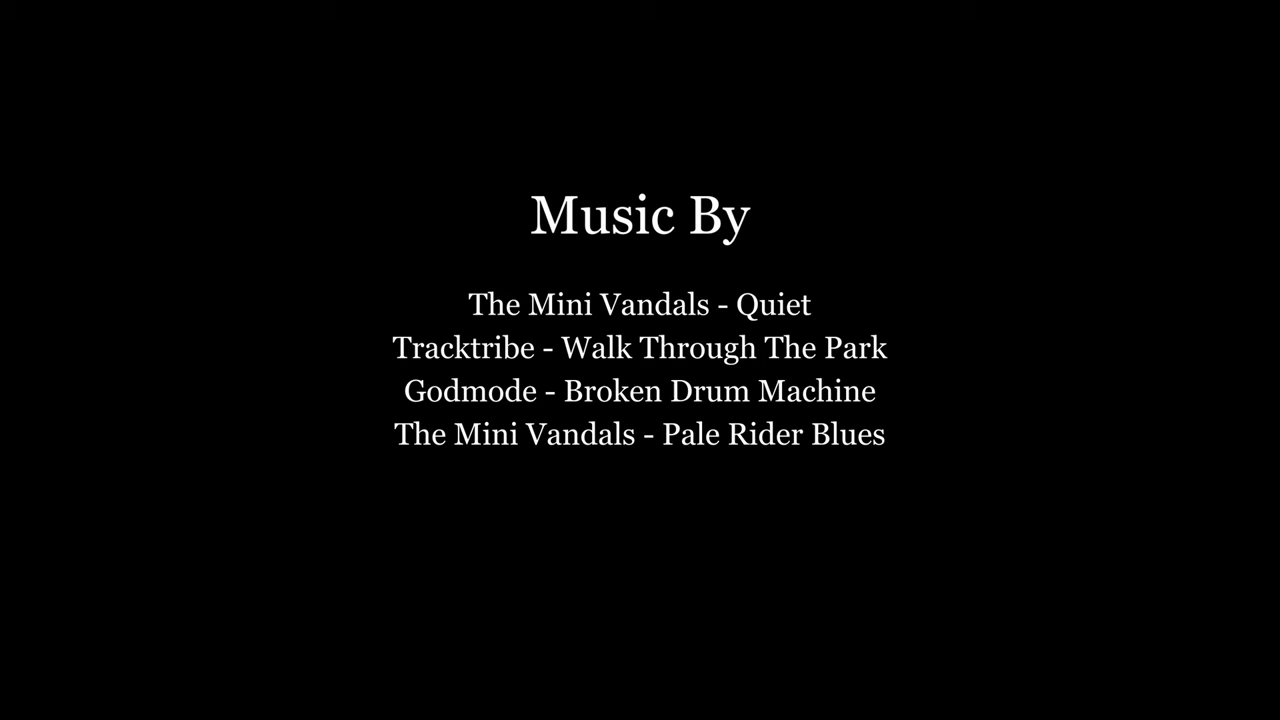 Music By
The Mini Vandals - Quiet
Tracktribe - Walk Through The Park
Godmode - Broken Drum Machine
The Mini Vandals - Pale Rider Blues